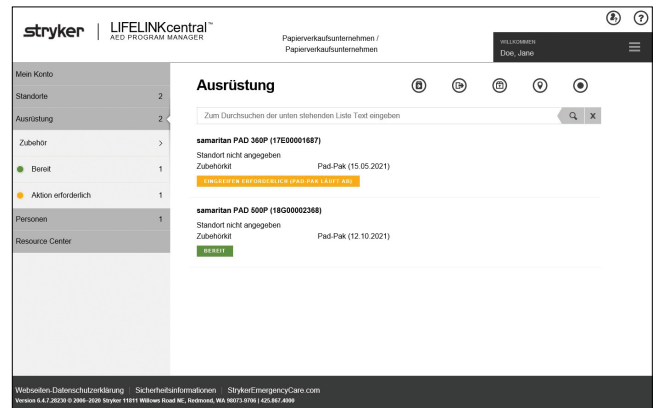 stryker
LIFELINKcentral™
AED PROGRAM MANAGER
Papierverkaufsunternehmen /
Papierverkaufsunternehmen
WILLKOMMEN
Doe, Jane
Mein Konto
Standorte 2
Ausrüstung 2
Zubehör
Bereit 1
Aktion erforderlich 1
Personen 1
Resource Center
Ausrüstung
Zum Durchsuchen der unten stehenden Liste Text eingeben
X
samaritan PAD 360P (17E00001687)
Standort nicht angegeben
Zubehörkit Pad-Pak (15.05.2021)
EINGREIFEN ERFORDERLICH (PAD-PAK LÄUFT AB)
samaritan PAD 500P (18G00002368)
Standort nicht angegeben
Zubehörkit Pad-Pak (12.10.2021)
BEREIT
Webseiten-Datenschutzerklärung | Sicherheitsinformationen | StrykerEmergencyCare.com
Version 6.4.7.28230 © 2006–2020 Stryker 11811 Willows Road NE, Redmond, WA 98073-9706 | 425.867.4000